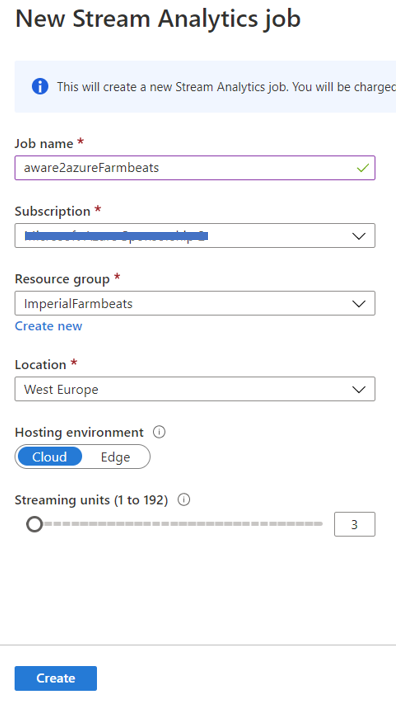 New Stream Analytics job
This will create a new Stream Analytics job. You will be charged
Job name *
aware2azureFarmbeats
Subscription *
Resource group *
ImperialFarmbeats
Create new
Location *
West Europe
Hosting environment
Cloud Edge
Streaming units (1 to 192)
3
Create